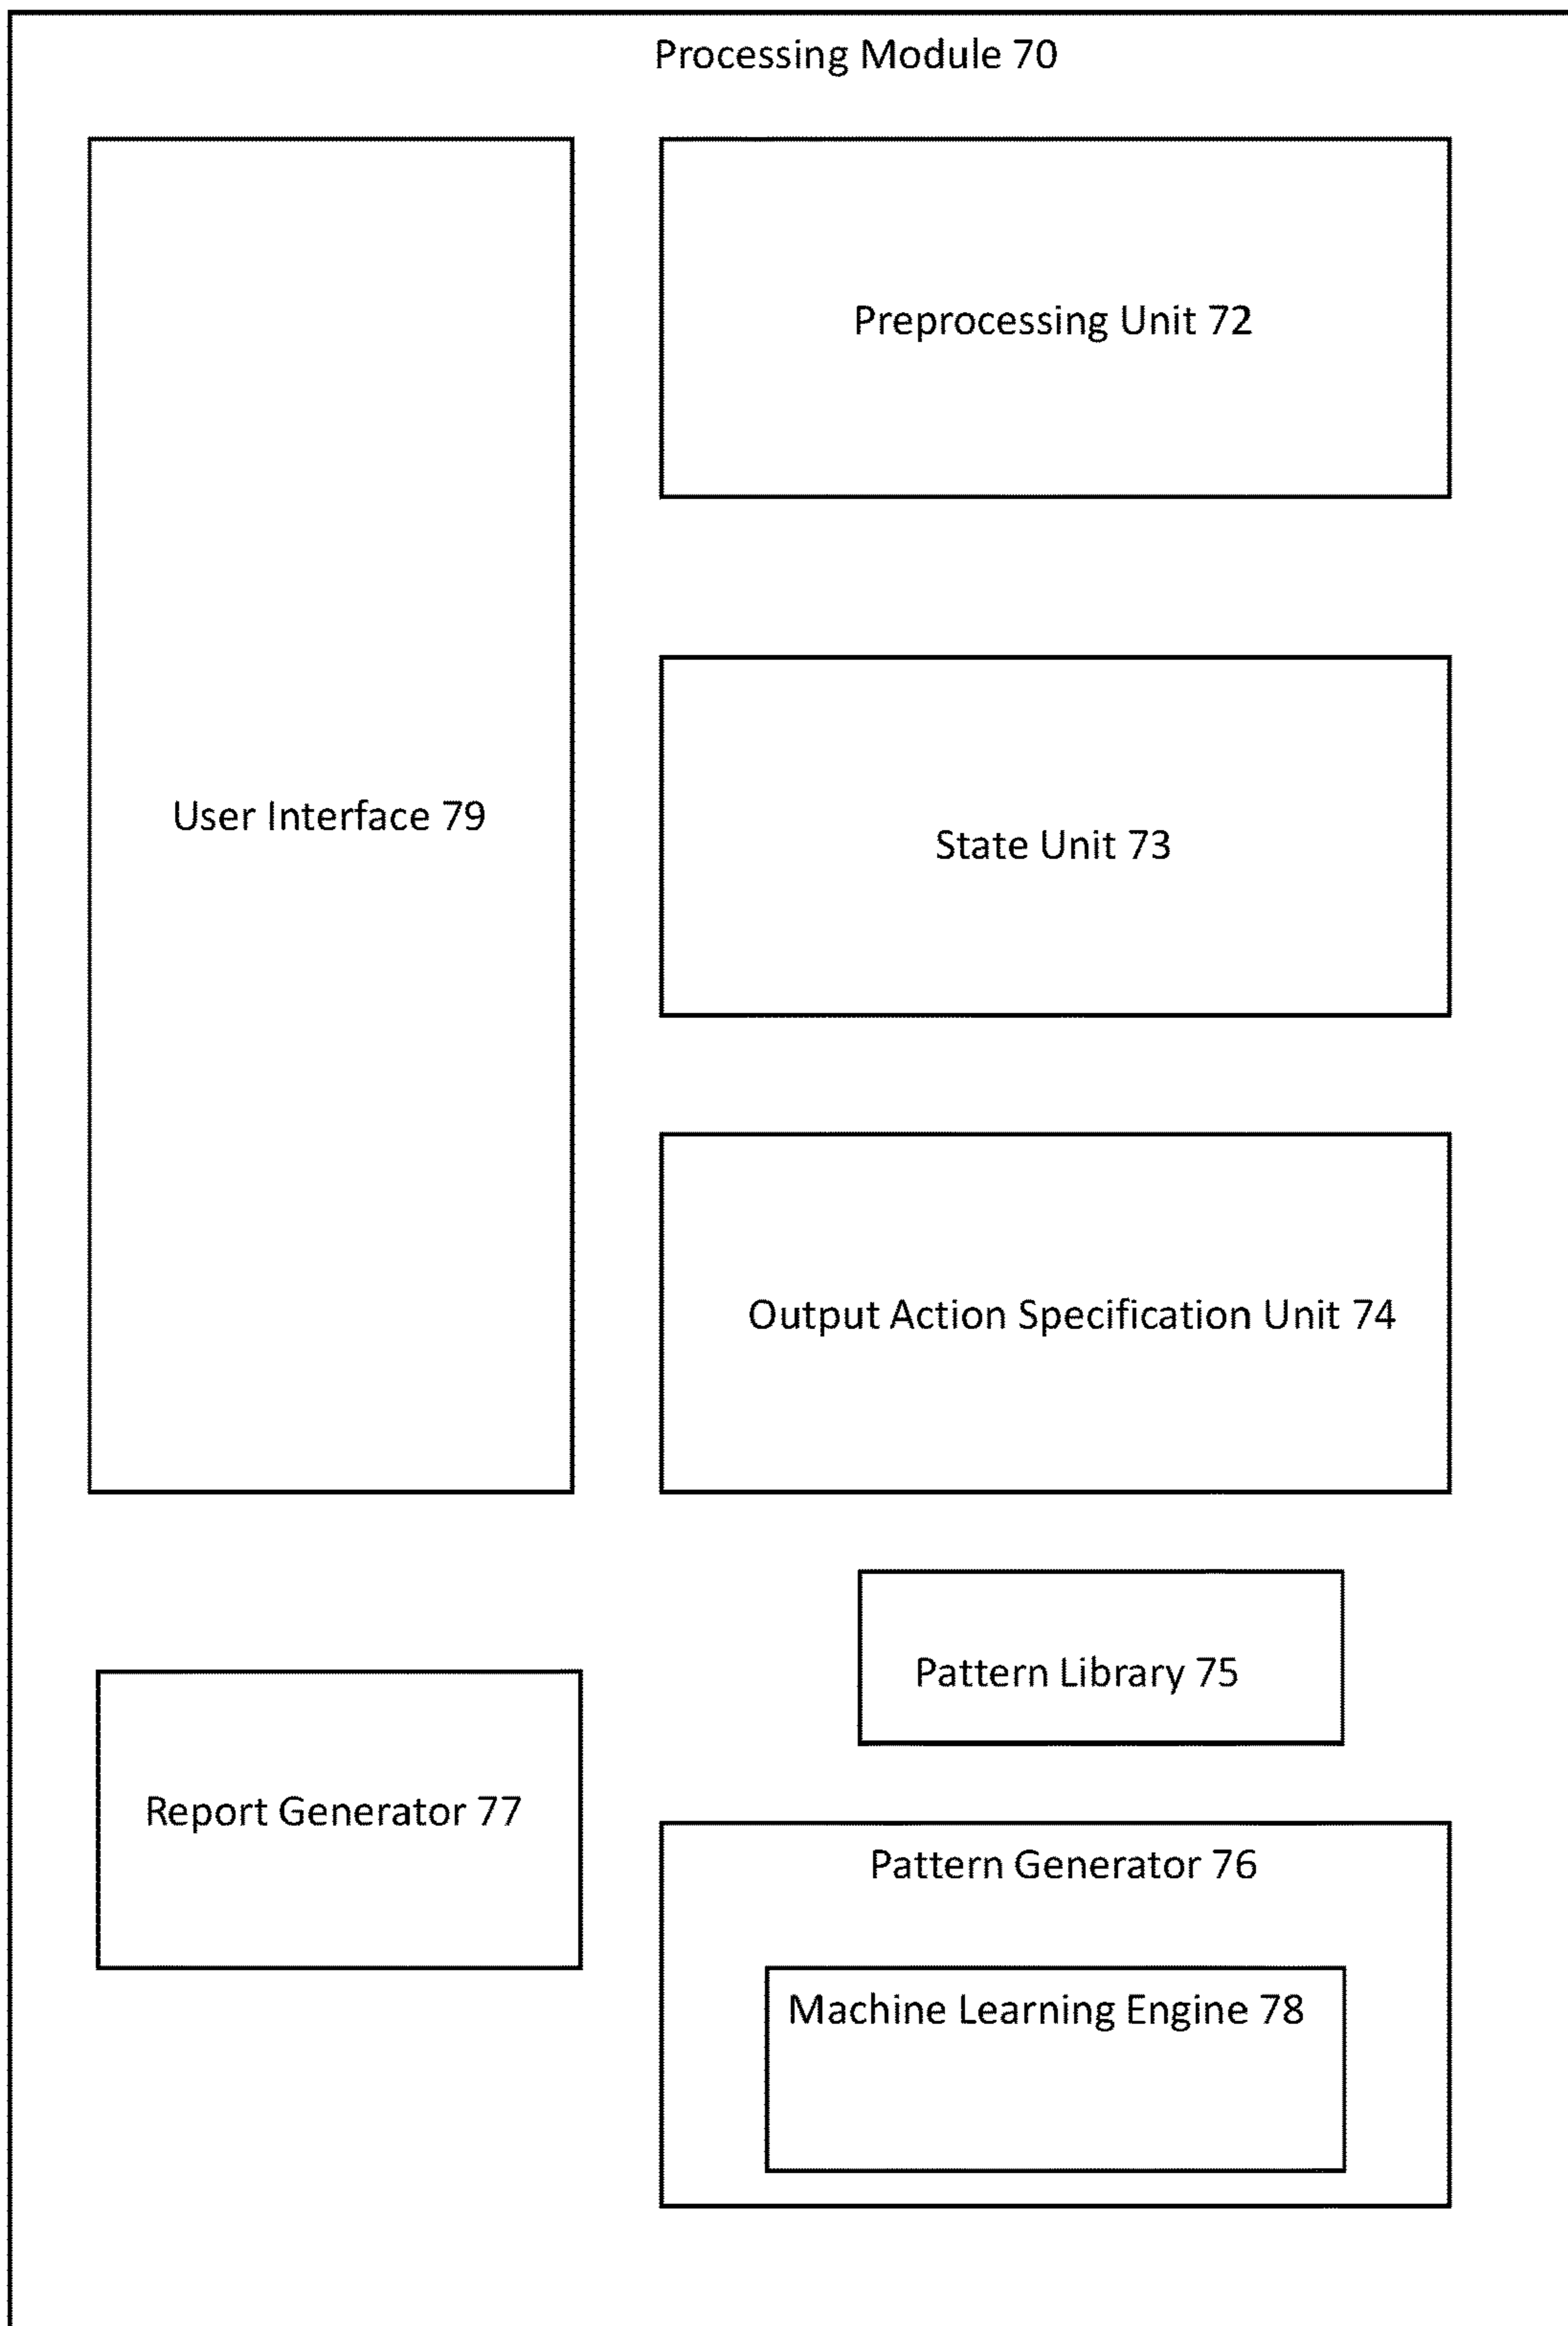 Processing Module 70
Preprocessing Unit 72
User Interface 79
State Unit 73
Output Action Specification Unit 74
Pattern Library 75
Report Generator 77
Pattern Generator 76
Machine Learning Engine 78